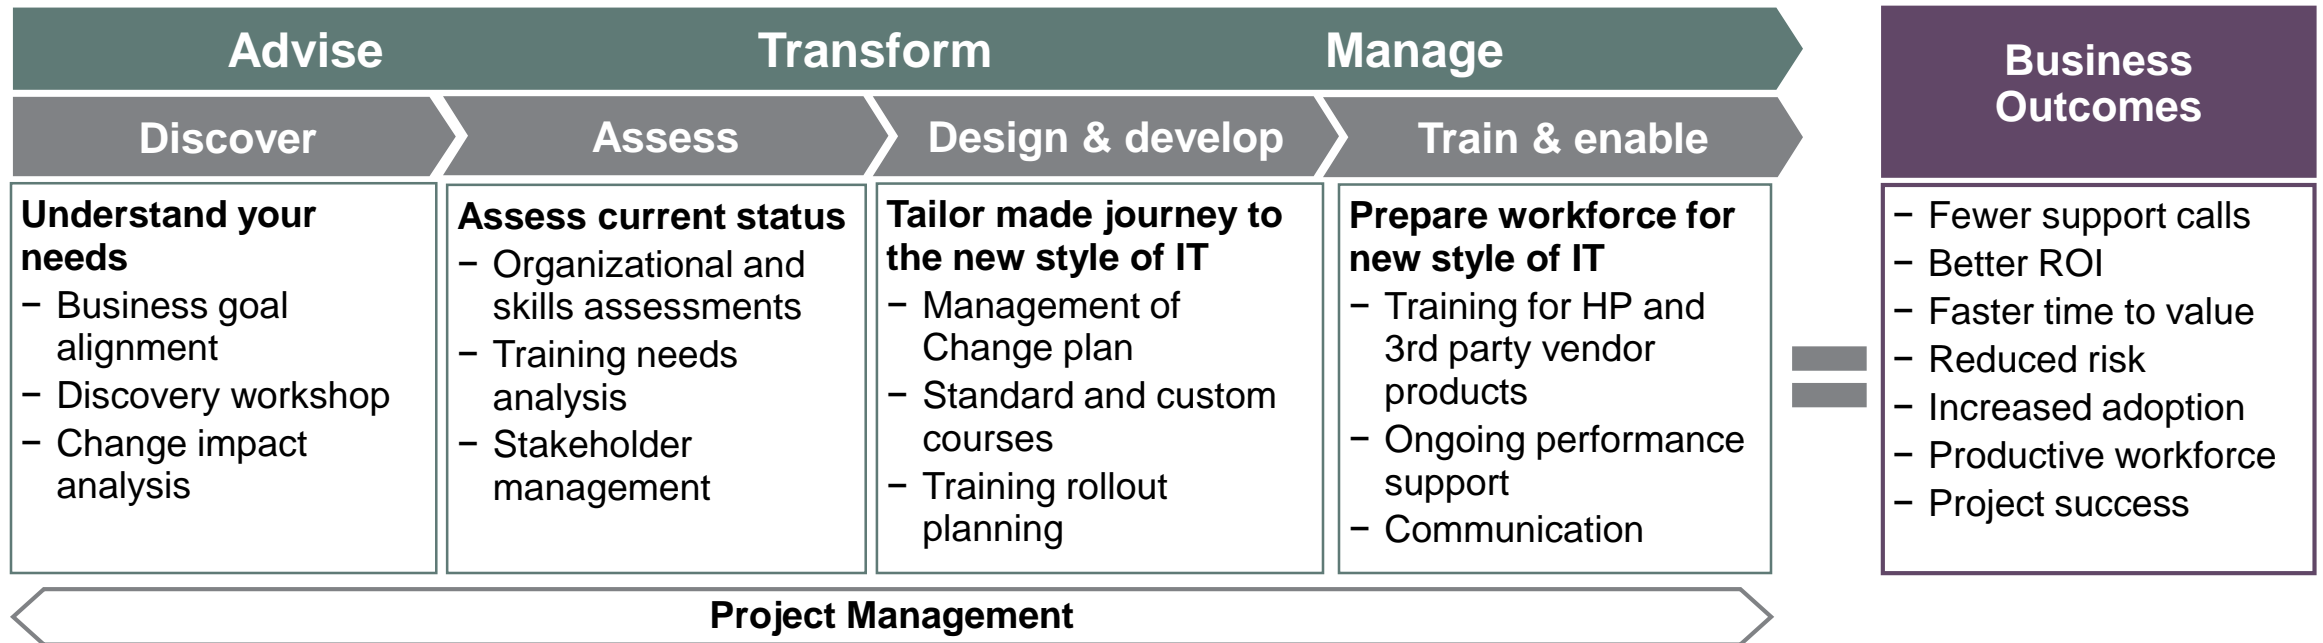 Advise
Transform
Manage
Discover
Assess
Design & develop
Train & enable
Understand your
needs
− Business goal
alignment
− Discovery workshop
− Change impact
analysis
Assess current status
− Organizational and
skills assessments
− Training needs
analysis
− Stakeholder
management
Tailor made journey to
the new style of IT
− Management of
Change plan
− Standard and custom
courses
− Training rollout
planning
Prepare workforce for
new style of IT
− Training for HP and
3rd party vendor
products
− Ongoing performance
support
− Communication
Project Management
Business
Outcomes
− Fewer support calls
− Better ROI
− Faster time to value
− Reduced risk
− Increased adoption
− Productive workforce
− Project success